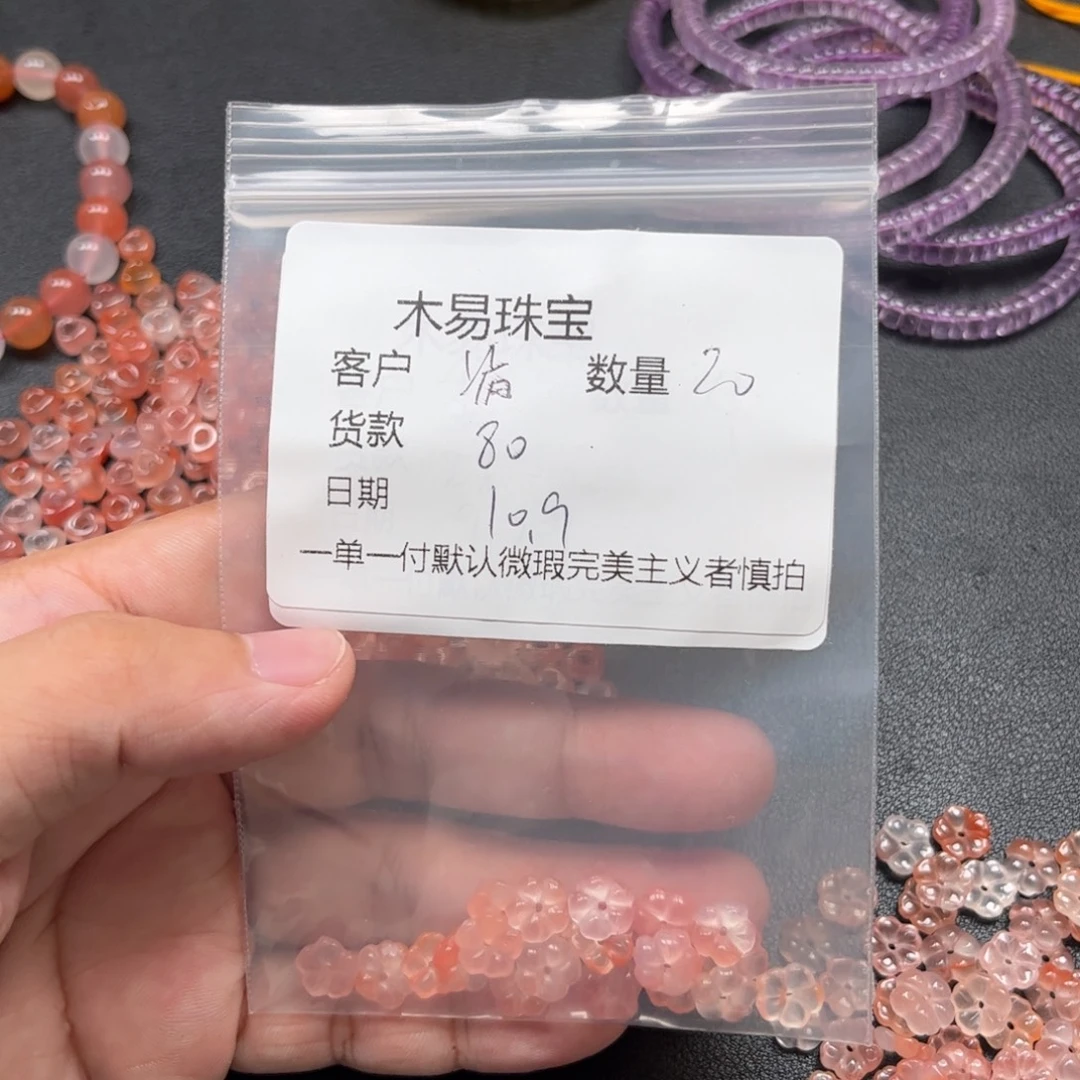 木易珠宝
客户 数量 20
货款 80
日期 10.9
一单一付默认微瑕完美主义者慎拍